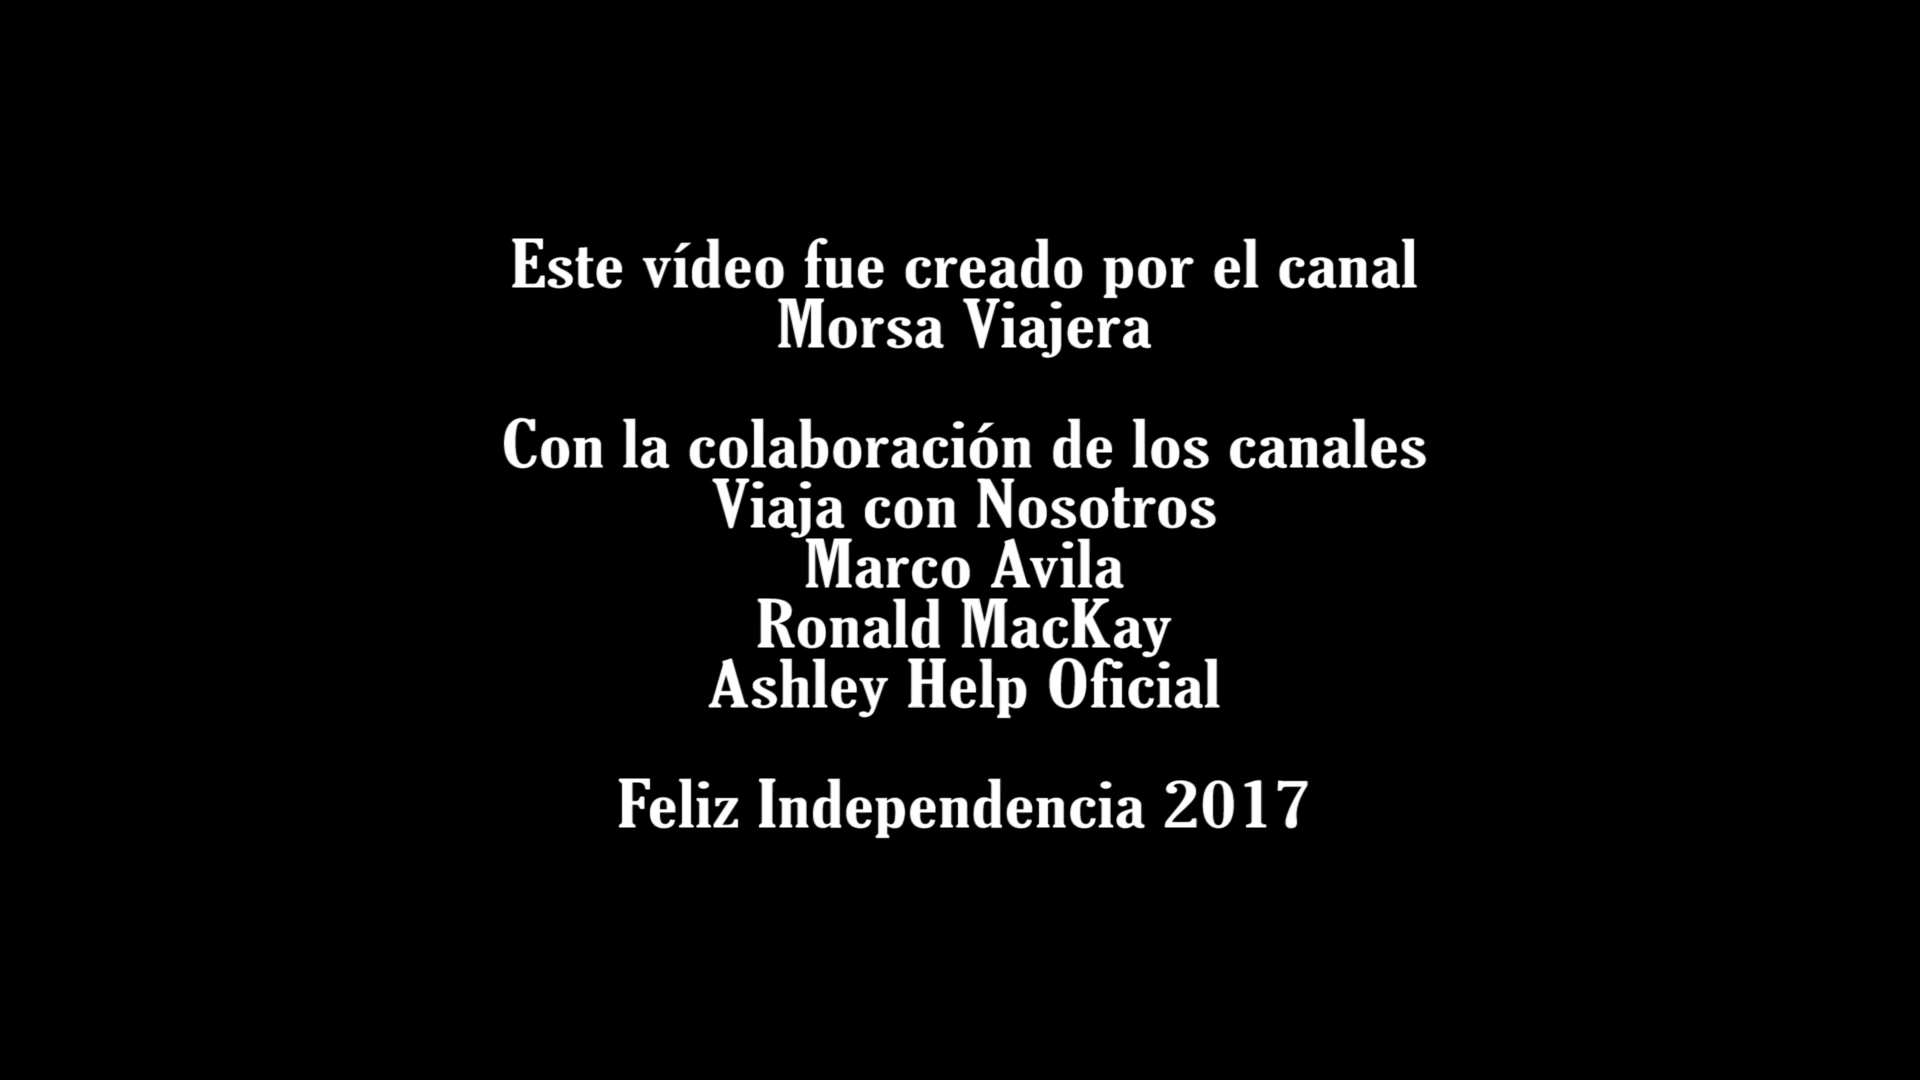 Este vídeo fue creado por el canal
Morsa Viajera
Con la colaboración de los canales
Viaja con Nosotros
Marco Avila
Ronald MacKay
Ashley Help Oficial
Feliz Independencia 2017